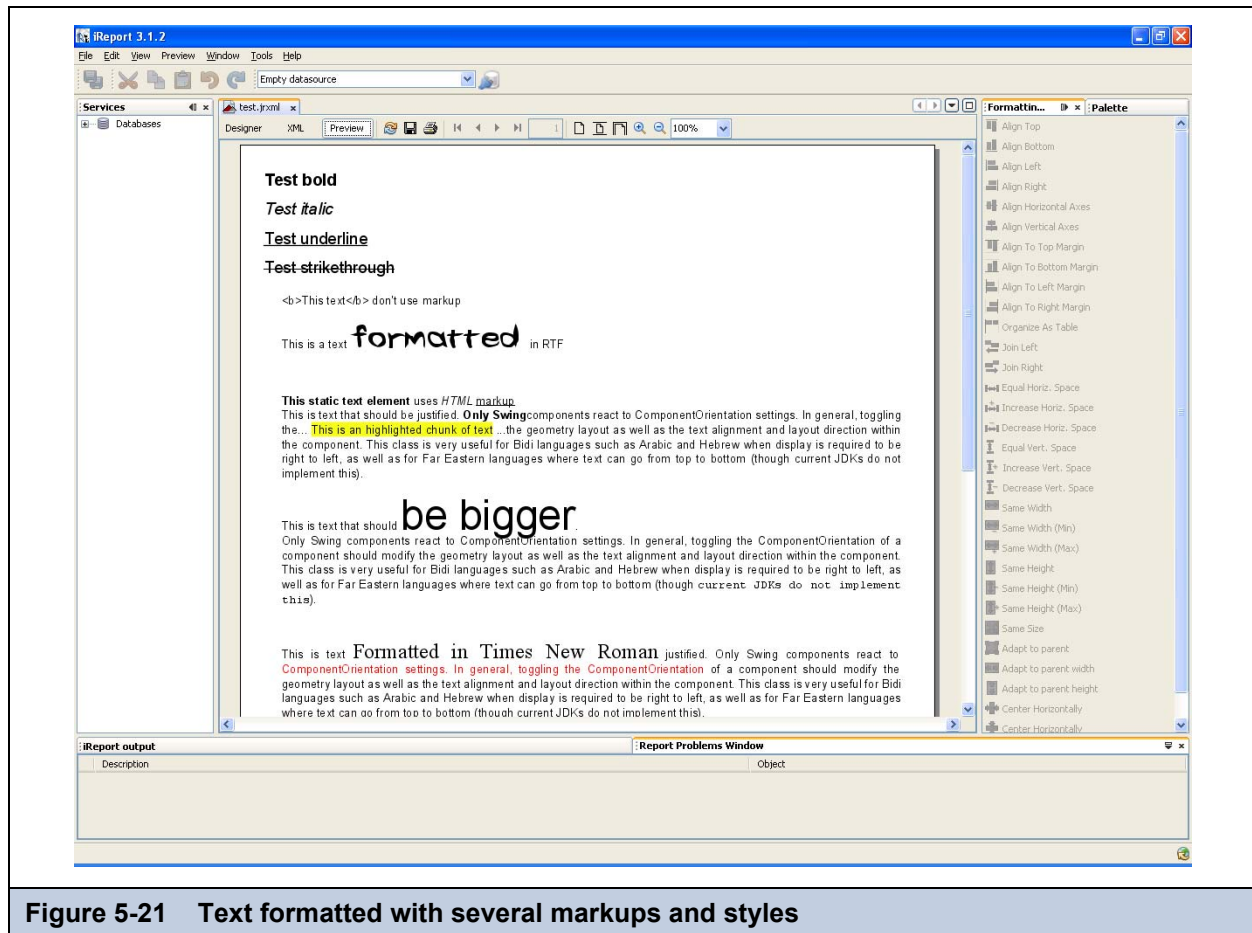 iReport 3.1.2
File Edit View Preview Window Tools Help
Empty datasource
Services
Databases
test.jrxml
Designer XML Preview 1 100%
Test bold
Test italic
Test underline
Test strikethrough
<b>This text</b> don't use markup
This is a text formatted in RTF
This static text element uses HTML markup
This is text that should be justified. Only Swingcomponents react to ComponentOrientation settings. In general, toggling
the... This is an highlighted chunk of text ...the geometry layout as well as the text alignment and layout direction within
the component. This class is very useful for Bidi languages such as Arabic and Hebrew when display is required to be
right to left, as well as for Far Eastern languages where text can go from top to bottom (though current JDKs do not
implement this).
This is text that should be bigger.
Only Swing components react to ComponentOrientation settings. In general, toggling the ComponentOrientation of a
component should modify the geometry layout as well as the text alignment and layout direction within the component.
This class is very useful for Bidi languages such as Arabic and Hebrew when display is required to be right to left, as
well as for Far Eastern languages where text can go from top to bottom (though current JDKs do not implement
this).
This is text Formatted in Times New Roman justified. Only Swing components react to
ComponentOrientation settings. In general, toggling the ComponentOrientation of a component should modify the
geometry layout as well as the text alignment and layout direction within the component. This class is very useful for Bidi
languages such as Arabic and Hebrew when display is required to be right to left, as well as for Far Eastern languages
where text can go from top to bottom (though current JDKs do not implement this).
Formattin... Palette
Align Top
Align Bottom
Align Left
Align Right
Align Horizontal Axes
Align Vertical Axes
Align To Top Margin
Align To Bottom Margin
Align To Left Margin
Align To Right Margin
Organize As Table
Join Left
Join Right
Equal Horiz. Space
Increase Horiz. Space
Decrease Horiz. Space
Equal Vert. Space
Increase Vert. Space
Decrease Vert. Space
Same Width
Same Width (Min)
Same Width (Max)
Same Height
Same Height (Min)
Same Height (Max)
Same Size
Adapt to parent
Adapt to parent width
Adapt to parent height
Center Horizontally
Center Horizontally
iReport output
Report Problems Window
Description Object
Figure 5-21 Text formatted with several markups and styles